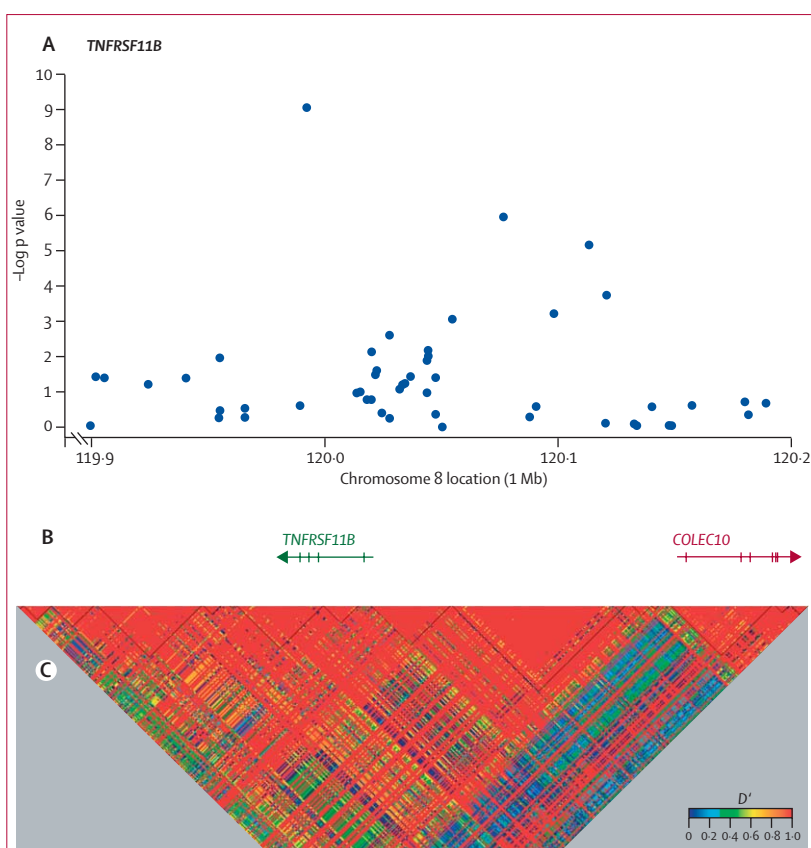 A TNFRSF11B
10
9
8
7
6
5
4
3
2
1
0
–Log p value
119·9 120·0 120·1 120·2
Chromosome 8 location (1 Mb)
B TNFRSF11B COLEC10
C
D'
0 0·2 0·4 0·6 0·8 1·0